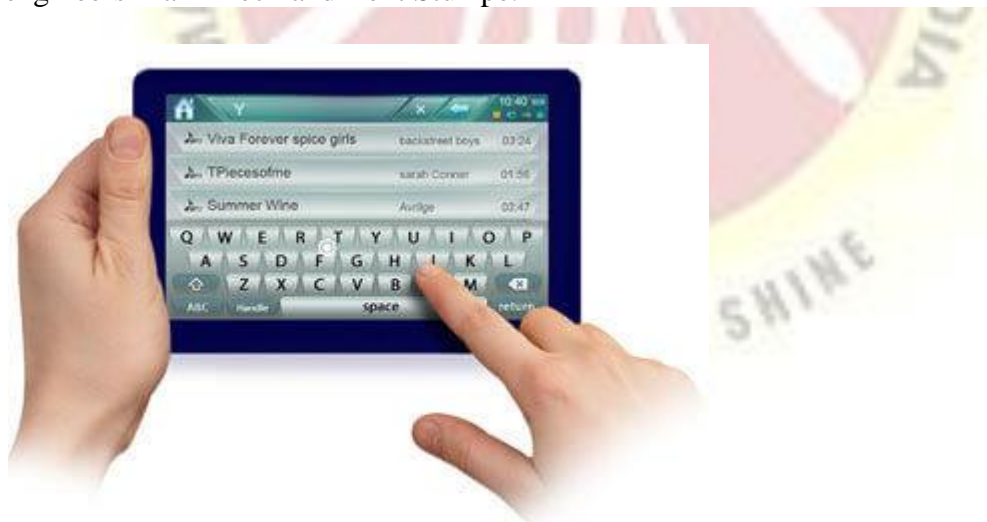 Y × 10:40
Viva Forever spice girls backstreet boys 03:24
TPiecesofme sarah Conner 01:56
Summer Wine Avrilge 03:47
Q W E R T Y U I O P
A S D F G H J K L
Z X C V B M
ABC Handle space return
SHINE